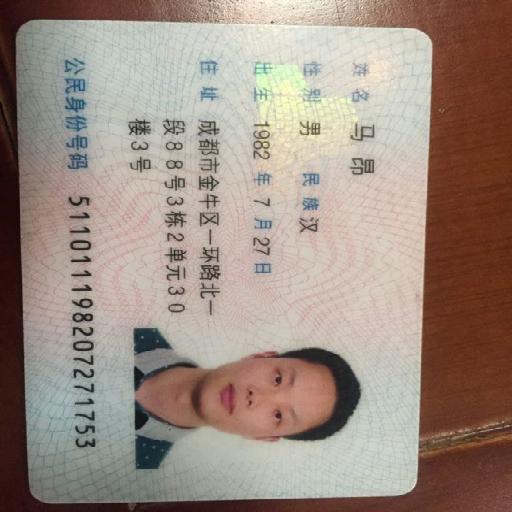 姓名 马昂
性别 男 民族 汉
出生 1982 年 7 月 27 日
住址 成都市金牛区一环路北一
段88号3栋2单元30
楼3号
公民身份号码 511011198207271753